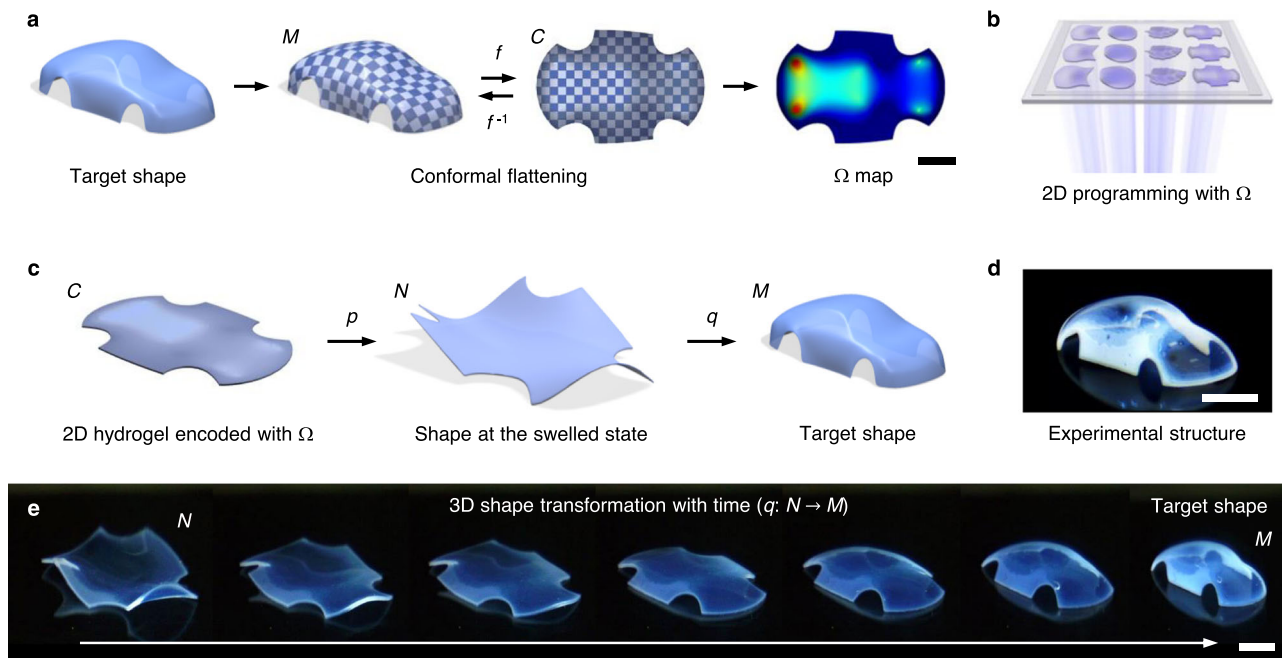 a
M
f
f⁻¹
C
Target shape
Conformal flattening
Ω map
b
2D programming with Ω
c
C
p
N
q
M
2D hydrogel encoded with Ω
Shape at the swelled state
Target shape
d
Experimental structure
e
3D shape transformation with time (q: N → M)
Target shape
N
M